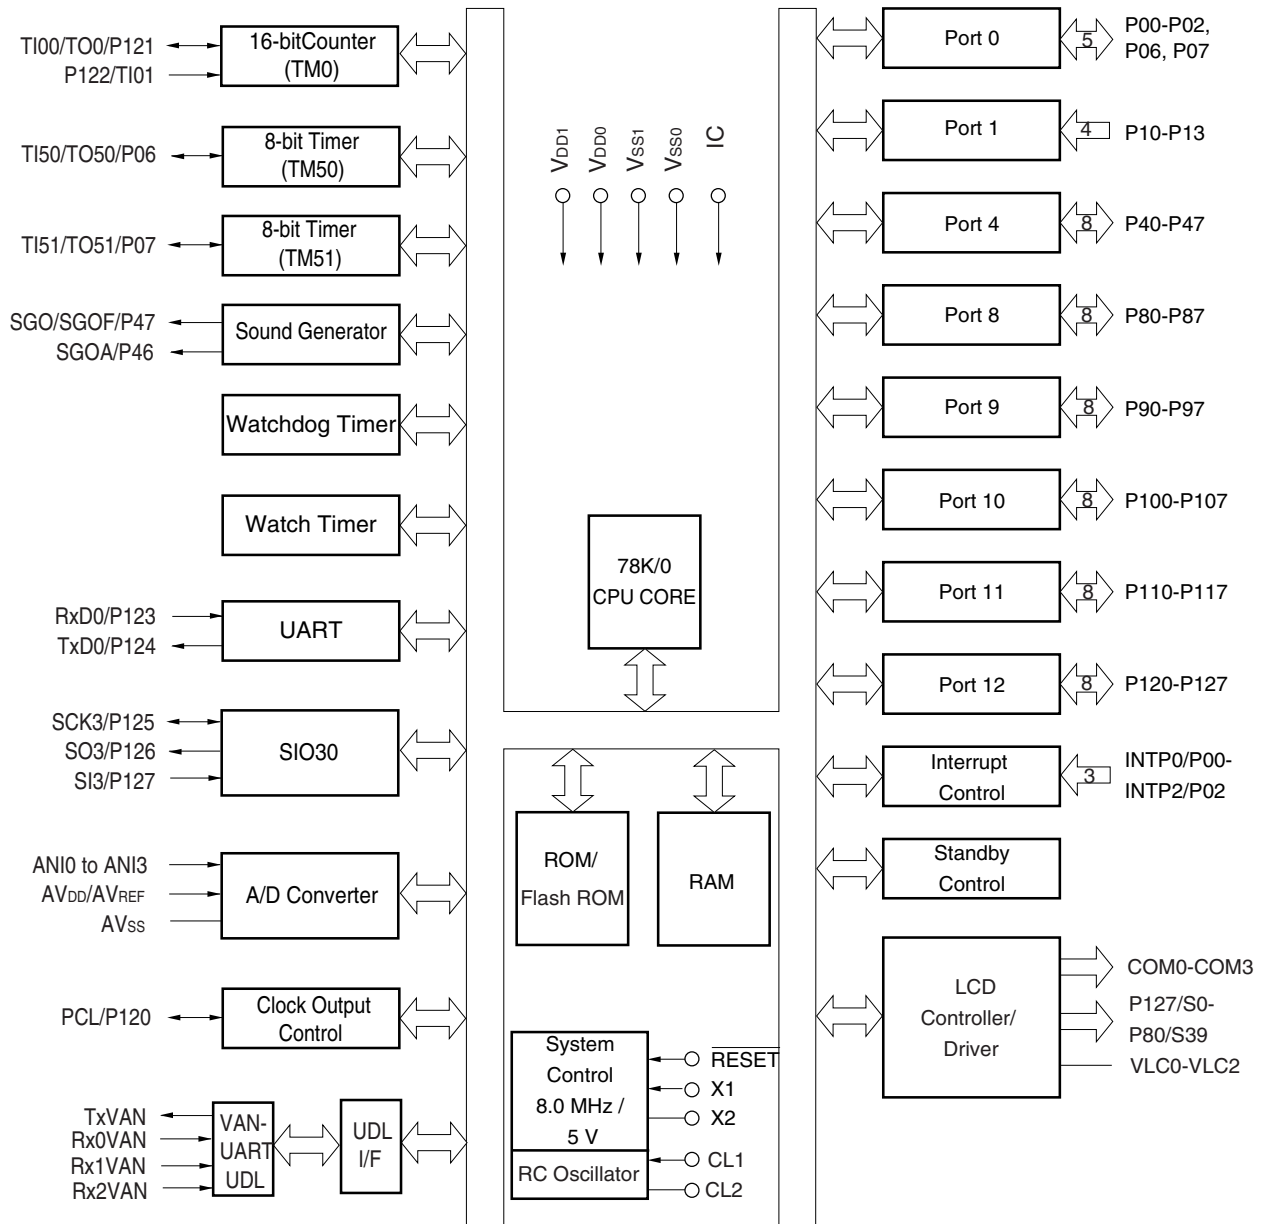 TI00/TO0/P121
P122/TI01
16-bitCounter
(TM0)
TI50/TO50/P06
8-bit Timer
(TM50)
TI51/TO51/P07
8-bit Timer
(TM51)
SGO/SGOF/P47
SGOA/P46
Sound Generator
Watchdog Timer
Watch Timer
RxD0/P123
TxD0/P124
UART
SCK3/P125
SO3/P126
SI3/P127
SIO30
ANI0 to ANI3
AVDD/AVREF
AVSS
A/D Converter
PCL/P120
Clock Output
Control
TxVAN
Rx0VAN
Rx1VAN
Rx2VAN
VAN-
UART
UDL
UDL
I/F
VDD1
VDD0
VSS1
VSS0
IC
78K/0
CPU CORE
ROM/
Flash ROM
RAM
System
Control
8.0 MHz /
5 V
RC Oscillator
RESET
X1
X2
CL1
CL2
Port 0
5
P00-P02,
P06, P07
Port 1
4
P10-P13
Port 4
8
P40-P47
Port 8
8
P80-P87
Port 9
8
P90-P97
Port 10
8
P100-P107
Port 11
8
P110-P117
Port 12
8
P120-P127
Interrupt
Control
3
INTP0/P00-
INTP2/P02
Standby
Control
LCD
Controller/
Driver
COM0-COM3
P127/S0-
P80/S39
VLC0-VLC2